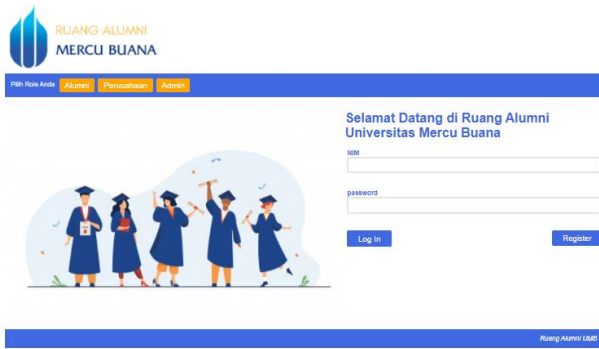 RUANG ALUMNI
MERCU BUANA
Pilih Role Anda Alumni Perusahaan Admin
Selamat Datang di Ruang Alumni
Universitas Mercu Buana
NIM
password
Log In Register
Ruang Alumni UMB